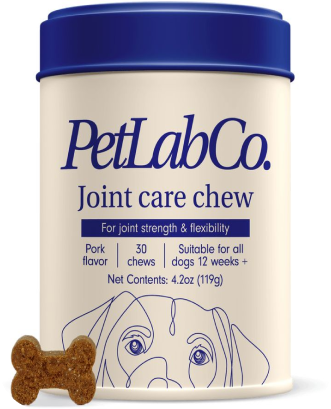 PetLabCo.
Joint care chew
For joint strength & flexibility
Pork flavor
30 chews
Suitable for all dogs 12 weeks +
Net Contents: 4.2oz (119g)